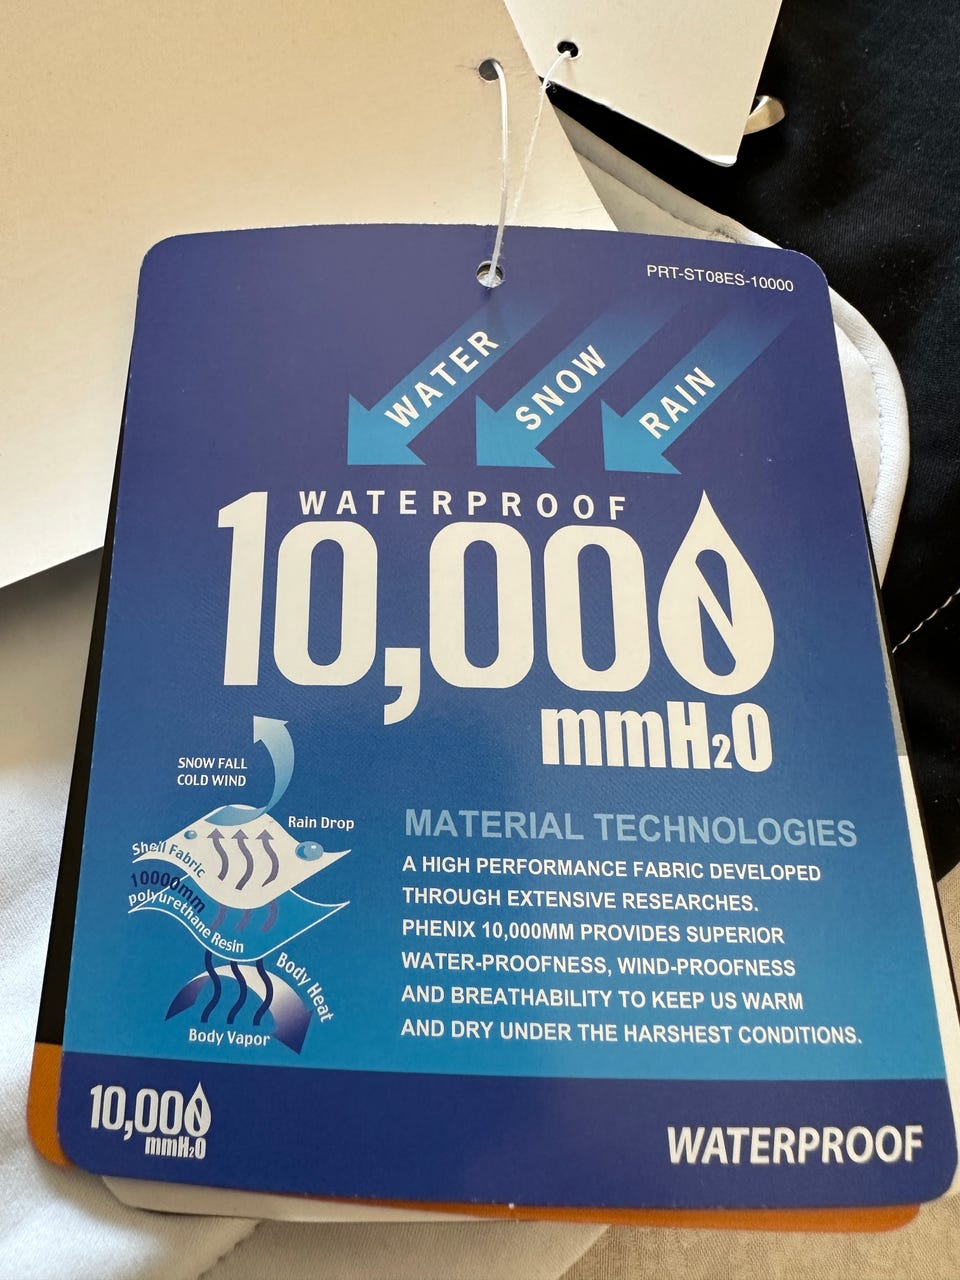 PRT-ST08ES-10000
WATER
SNOW
RAIN
WATERPROOF
10,000
mmH₂O
SNOW FALL
COLD WIND
Rain Drop
Shell Fabric
10000mm
polyurethane Resin
Body Heat
Body Vapor
MATERIAL TECHNOLOGIES
A HIGH PERFORMANCE FABRIC DEVELOPED
THROUGH EXTENSIVE RESEARCHES.
PHENIX 10,000MM PROVIDES SUPERIOR
WATER-PROOFNESS, WIND-PROOFNESS
AND BREATHABILITY TO KEEP US WARM
AND DRY UNDER THE HARSHEST CONDITIONS.
10,000
mmH₂O
WATERPROOF